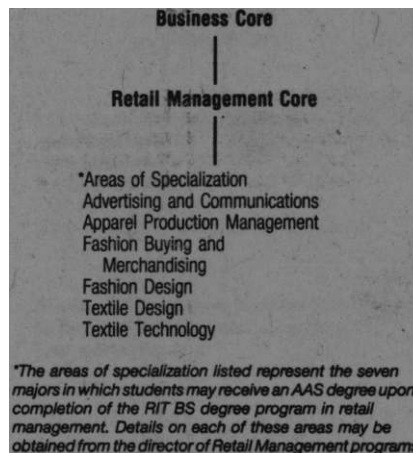 Business Core
Retail Management Core
*Areas of Specialization
Advertising and Communications
Apparel Production Management
Fashion Buying and
Merchandising
Fashion Design
Textile Design
Textile Technology
*The areas of specialization listed represent the seven
majors in which students may receive an AAS degree upon
completion of the RIT BS degree program in retail
management. Details on each of these areas may be
obtained from the director of Retail Management programs